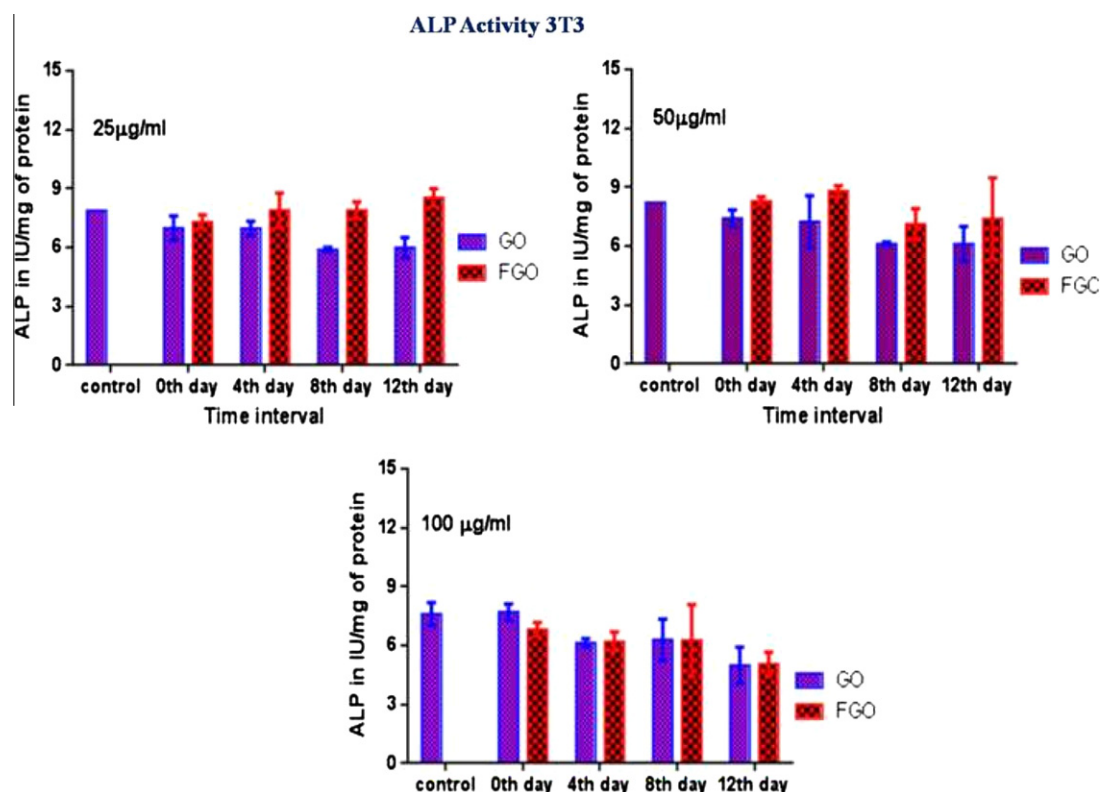 ALP Activity 3T3
ALP in IU/mg of protein
15
12
9
6
3
0
25µg/ml
GO
FGO
control 0th day 4th day 8th day 12th day
Time interval
ALP in IU/mg of protein
15
12
9
6
3
0
50µg/ml
GO
FGC
control 0th day 4th day 8th day 12th day
Time interval
ALP in IU/mg of protein
15
12
9
6
3
0
100 µg/ml
GO
FGO
control 0th day 4th day 8th day 12th day